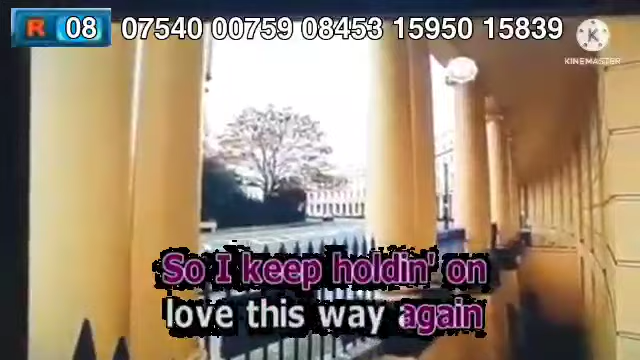 R 08 07540 00759 08453 15950 15839
K
KINEMASTER
So I keep holdin' on
love this way again